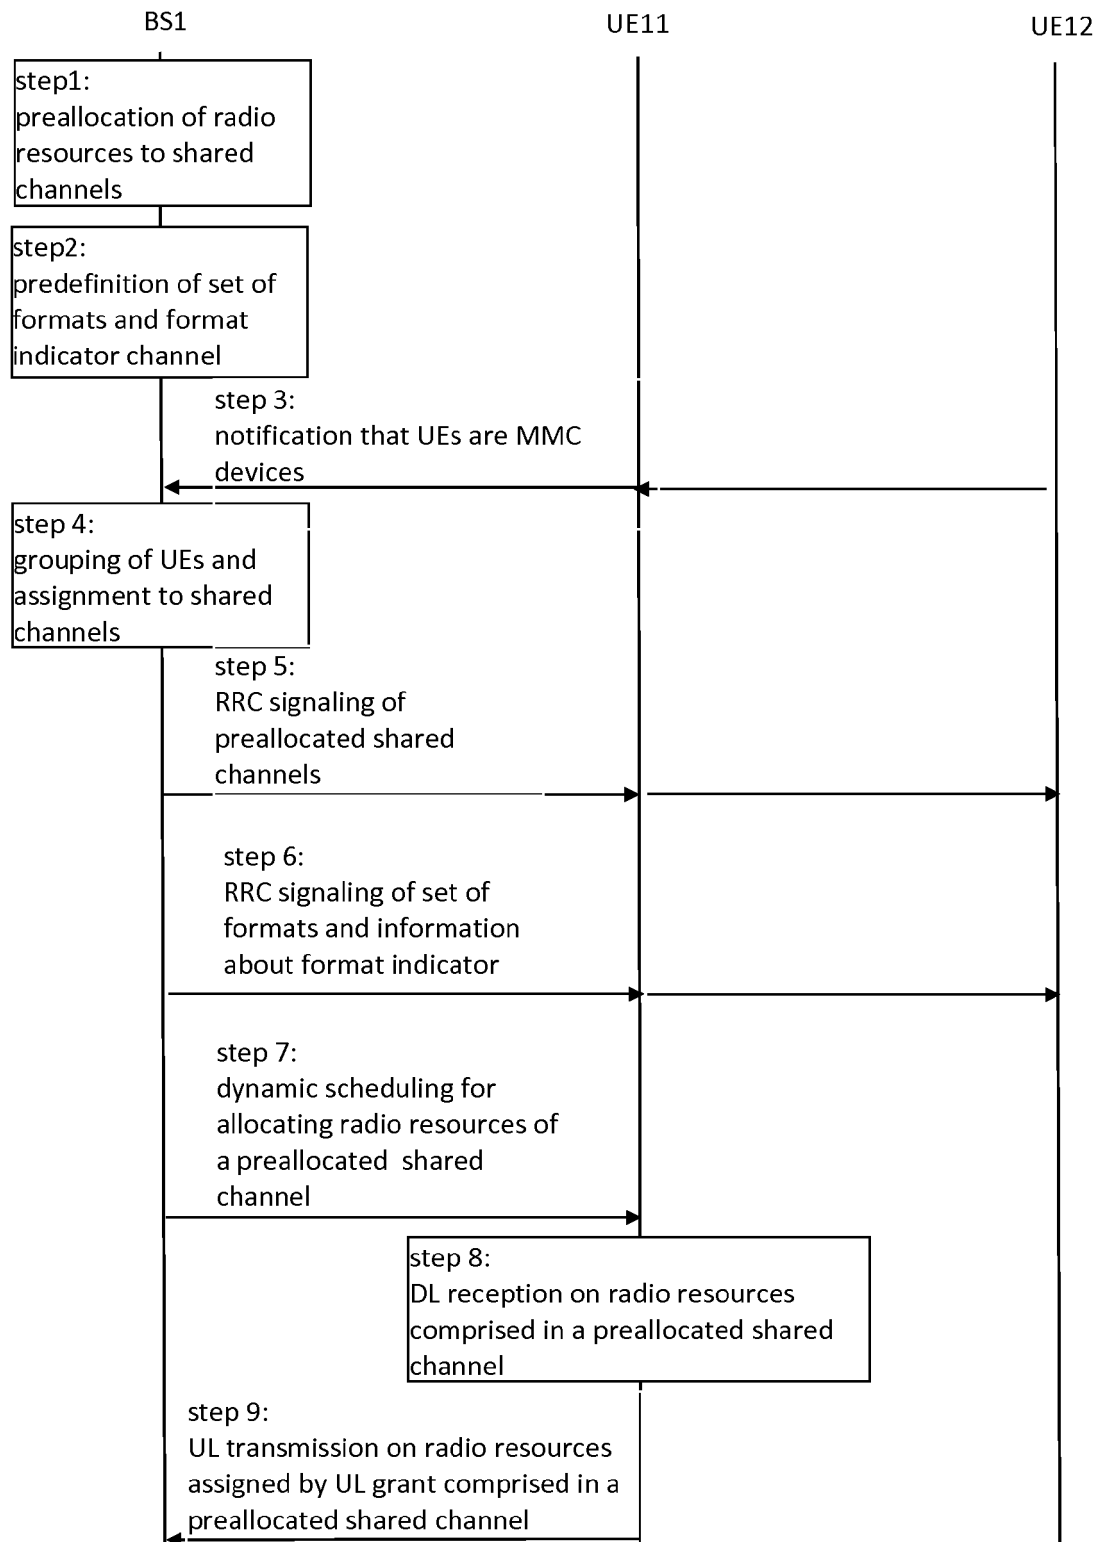 BS1
UE11
UE12
step1:
preallocation of radio
resources to shared
channels
step2:
predefinition of set of
formats and format
indicator channel
step 3:
notification that UEs are MMC
devices
step 4:
grouping of UEs and
assignment to shared
channels
step 5:
RRC signaling of
preallocated shared
channels
step 6:
RRC signaling of set of
formats and information
about format indicator
step 7:
dynamic scheduling for
allocating radio resources of
a preallocated shared
channel
step 8:
DL reception on radio resources
comprised in a preallocated shared
channel
step 9:
UL transmission on radio resources
assigned by UL grant comprised in a
preallocated shared channel